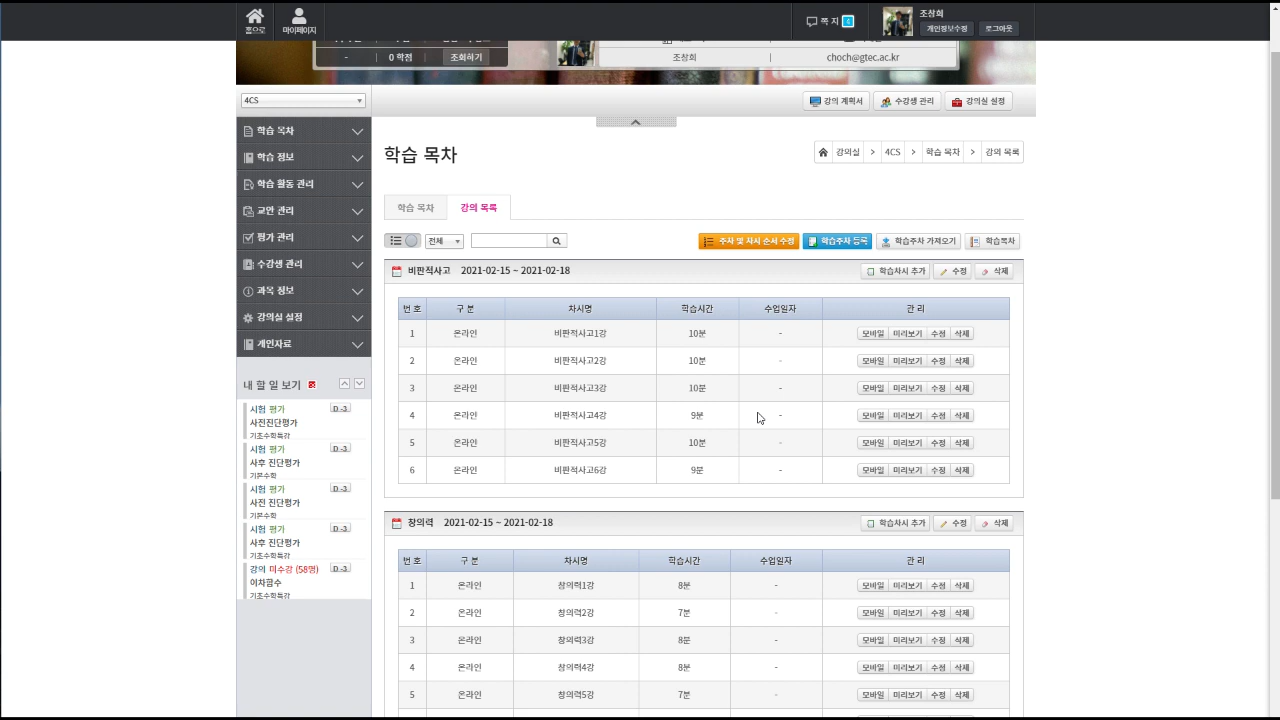 홈으로
마이페이지
쪽 지 4
조창희
개인정보수정 로그아웃
- | 0 학점 | 조회하기
조창희 | choch@gtec.ac.kr
4CS
강의 계획서 수강생 관리 강의실 설정
학습 목차
학습 정보
학습 활동 관리
교안 관리
평가 관리
수강생 관리
과목 정보
강의실 설정
개인자료
내 할 일 보기
시험 평가 D -3
사전진단평가
기초수학특강
시험 평가 D -3
사후 진단평가
기본수학
시험 평가 D -3
사전 진단평가
기본수학
시험 평가 D -3
사후 진단평가
기초수학특강
강의 미수강 (58명) D -3
이차함수
기초수학특강
학습 목차
강의실 > 4CS > 학습 목차 > 강의 목록
학습 목차 강의 목록
전체
주차 및 차시 순서 수정 학습주차 등록 학습주차 가져오기 학습목차
비판적사고 2021-02-15 ~ 2021-02-18 학습차시 추가 수정 삭제
번 호 구 분 차시명 학습시간 수업일자 관 리
1 온라인 비판적사고1강 10분 - 모바일 미리보기 수정 삭제
2 온라인 비판적사고2강 10분 - 모바일 미리보기 수정 삭제
3 온라인 비판적사고3강 10분 - 모바일 미리보기 수정 삭제
4 온라인 비판적사고4강 9분 - 모바일 미리보기 수정 삭제
5 온라인 비판적사고5강 10분 - 모바일 미리보기 수정 삭제
6 온라인 비판적사고6강 9분 - 모바일 미리보기 수정 삭제
창의력 2021-02-15 ~ 2021-02-18 학습차시 추가 수정 삭제
번 호 구 분 차시명 학습시간 수업일자 관 리
1 온라인 창의력1강 8분 - 모바일 미리보기 수정 삭제
2 온라인 창의력2강 7분 - 모바일 미리보기 수정 삭제
3 온라인 창의력3강 8분 - 모바일 미리보기 수정 삭제
4 온라인 창의력4강 8분 - 모바일 미리보기 수정 삭제
5 온라인 창의력5강 7분 - 모바일 미리보기 수정 삭제